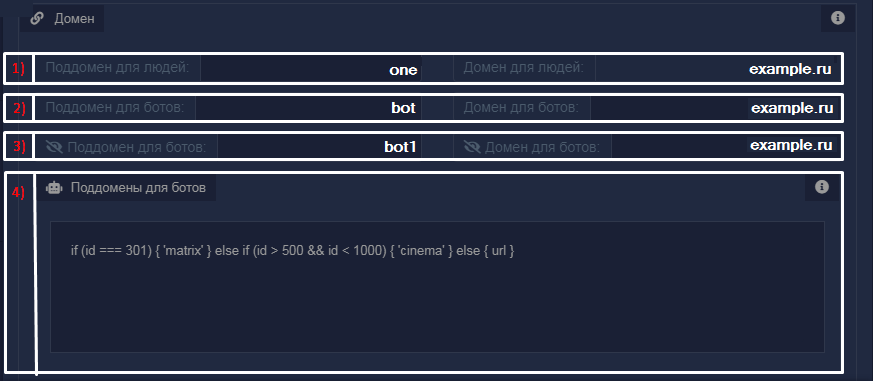 Домен
1) Поддомен для людей: one Домен для людей: example.ru
2) Поддомен для ботов: bot Домен для ботов: example.ru
3) Поддомен для ботов: bot1 Домен для ботов: example.ru
4) Поддомены для ботов
if (id === 301) { 'matrix' } else if (id > 500 && id < 1000) { 'cinema' } else { url }